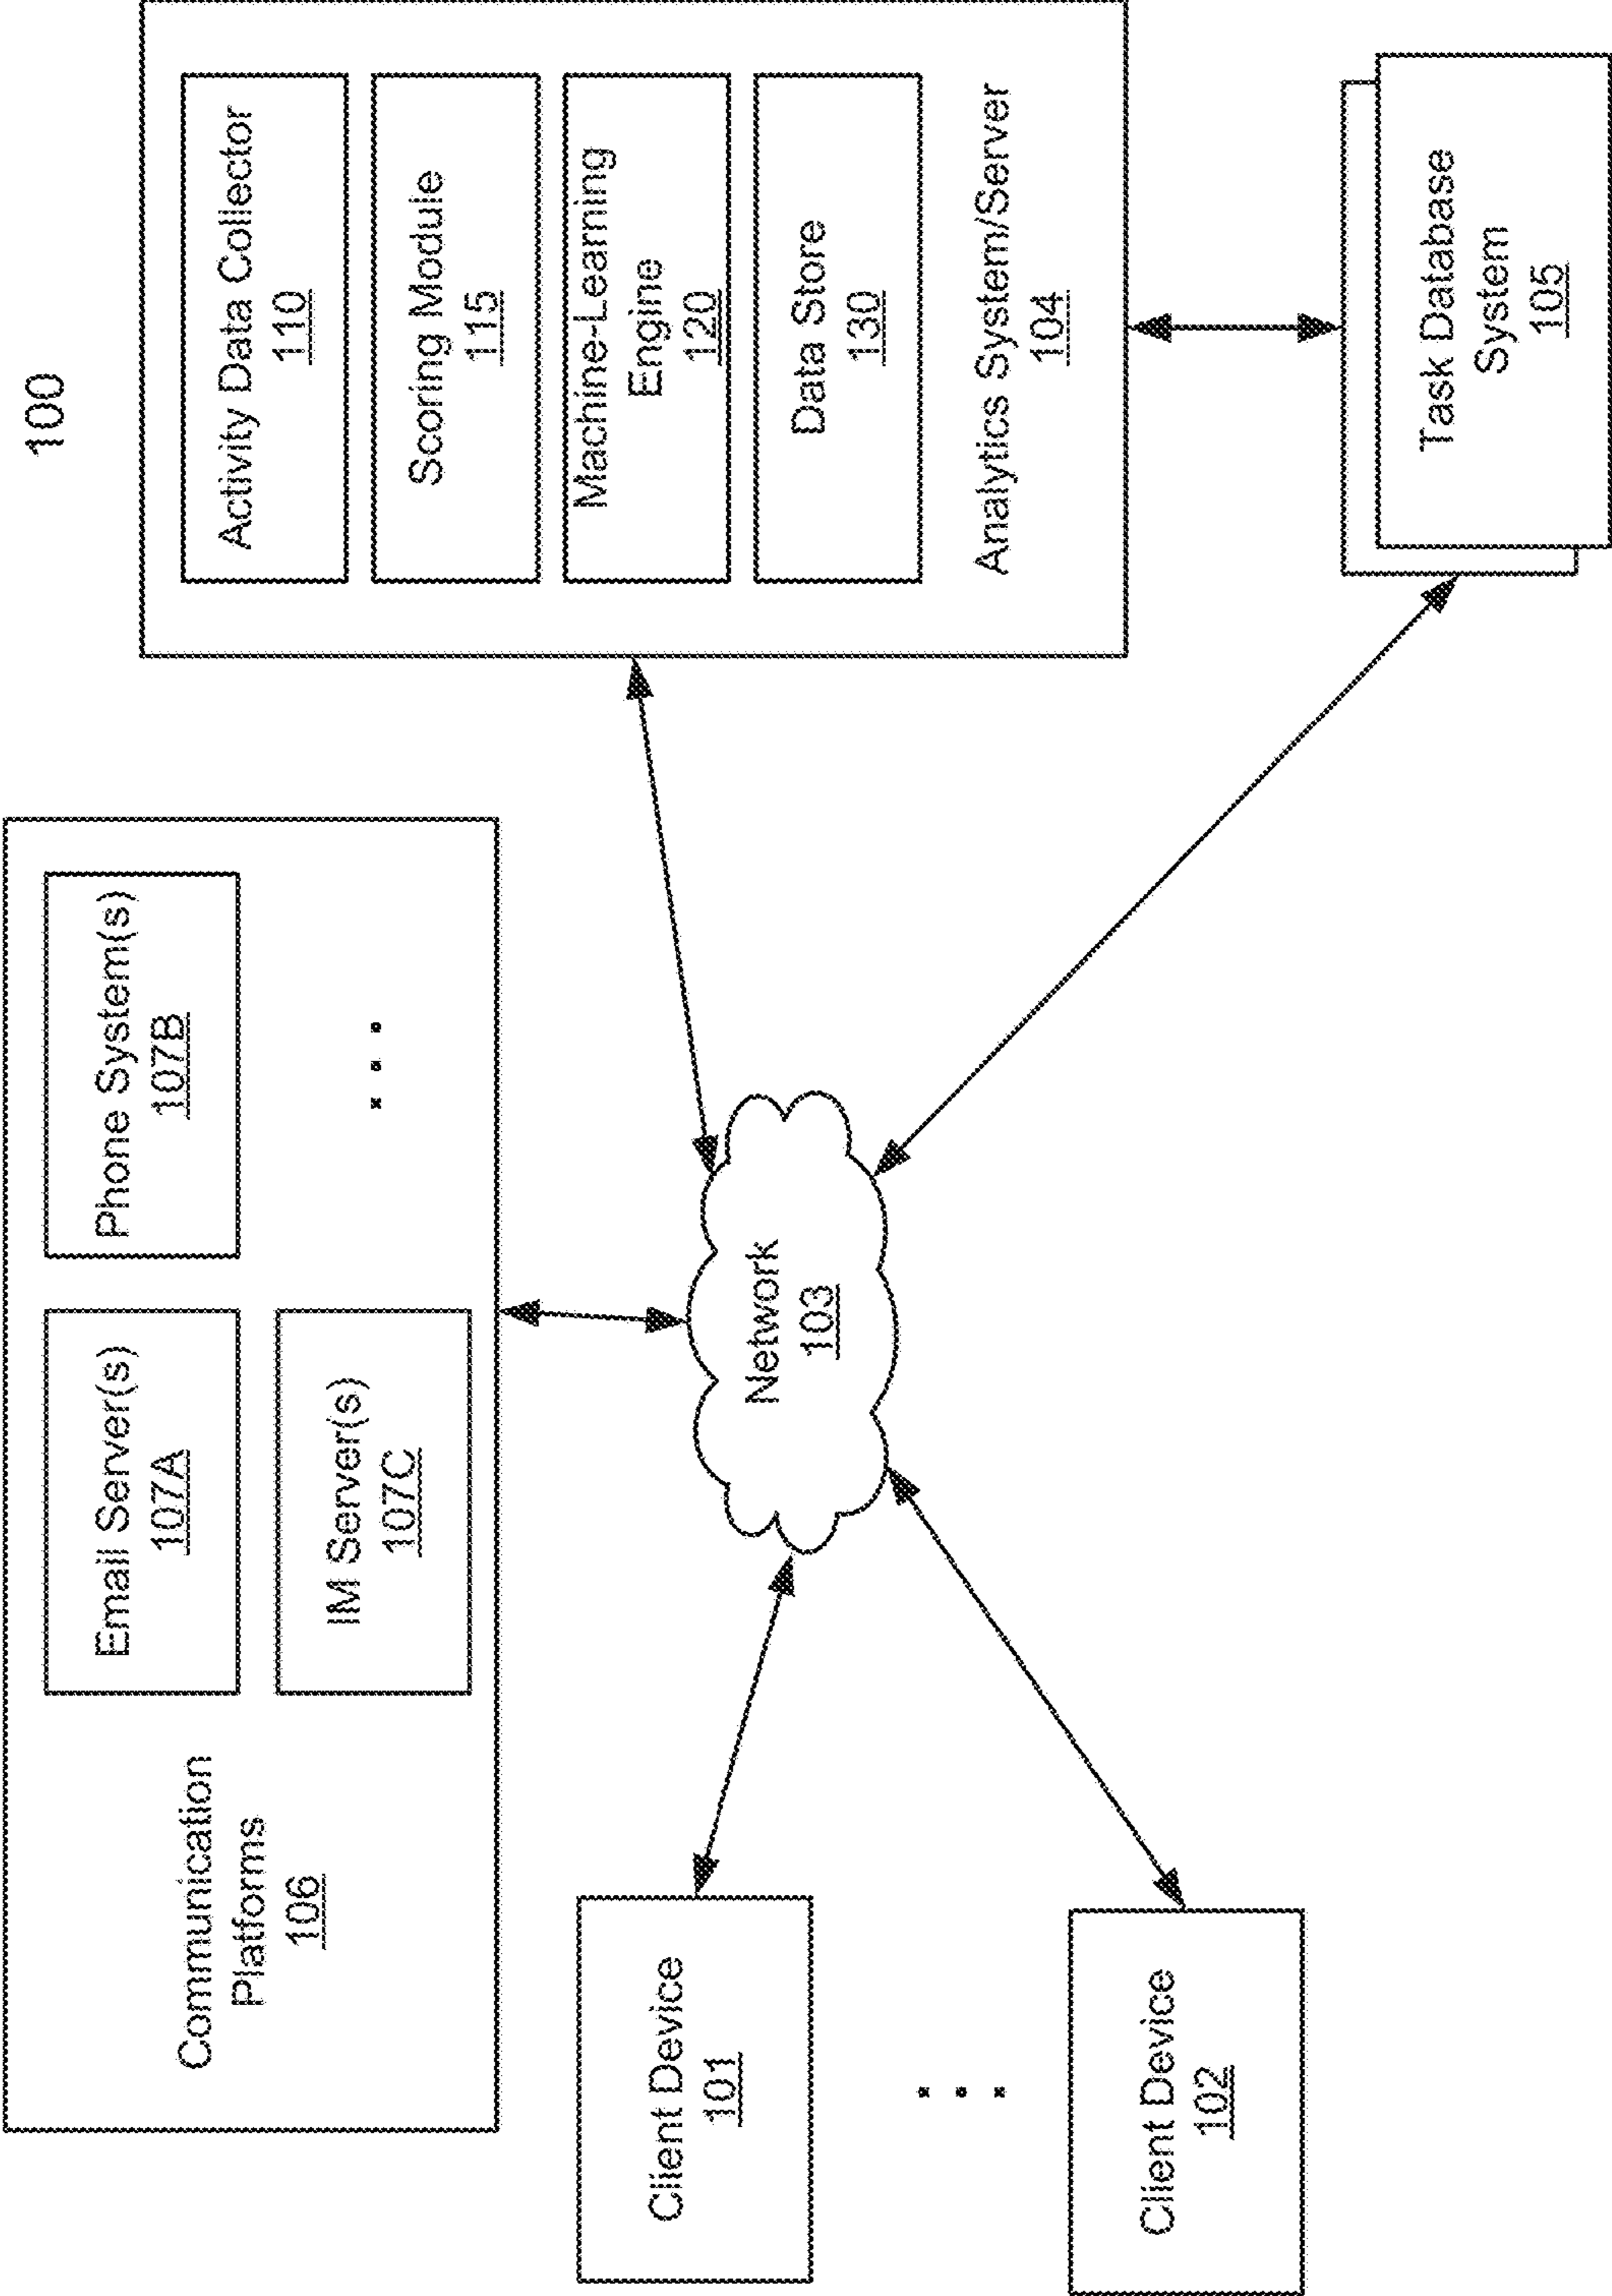 100
Communication
Platforms
106
Email Server(s)
107A
Phone System(s)
107B
IM Server(s)
107C
. . .
Activity Data Collector
110
Scoring Module
115
Machine-Learning
Engine
120
Data Store
130
Analytics System/Server
104
Client Device
101
. . .
Client Device
102
Network
103
Task Database
System
105